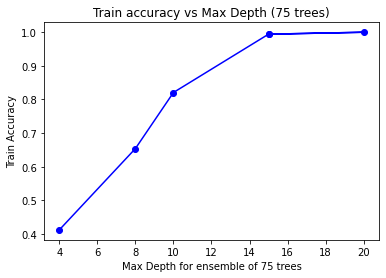 Train accuracy vs Max Depth (75 trees)
1.0
0.9
0.8
0.7
0.6
0.5
0.4
Train Accuracy
4 6 8 10 12 14 16 18 20
Max Depth for ensemble of 75 trees